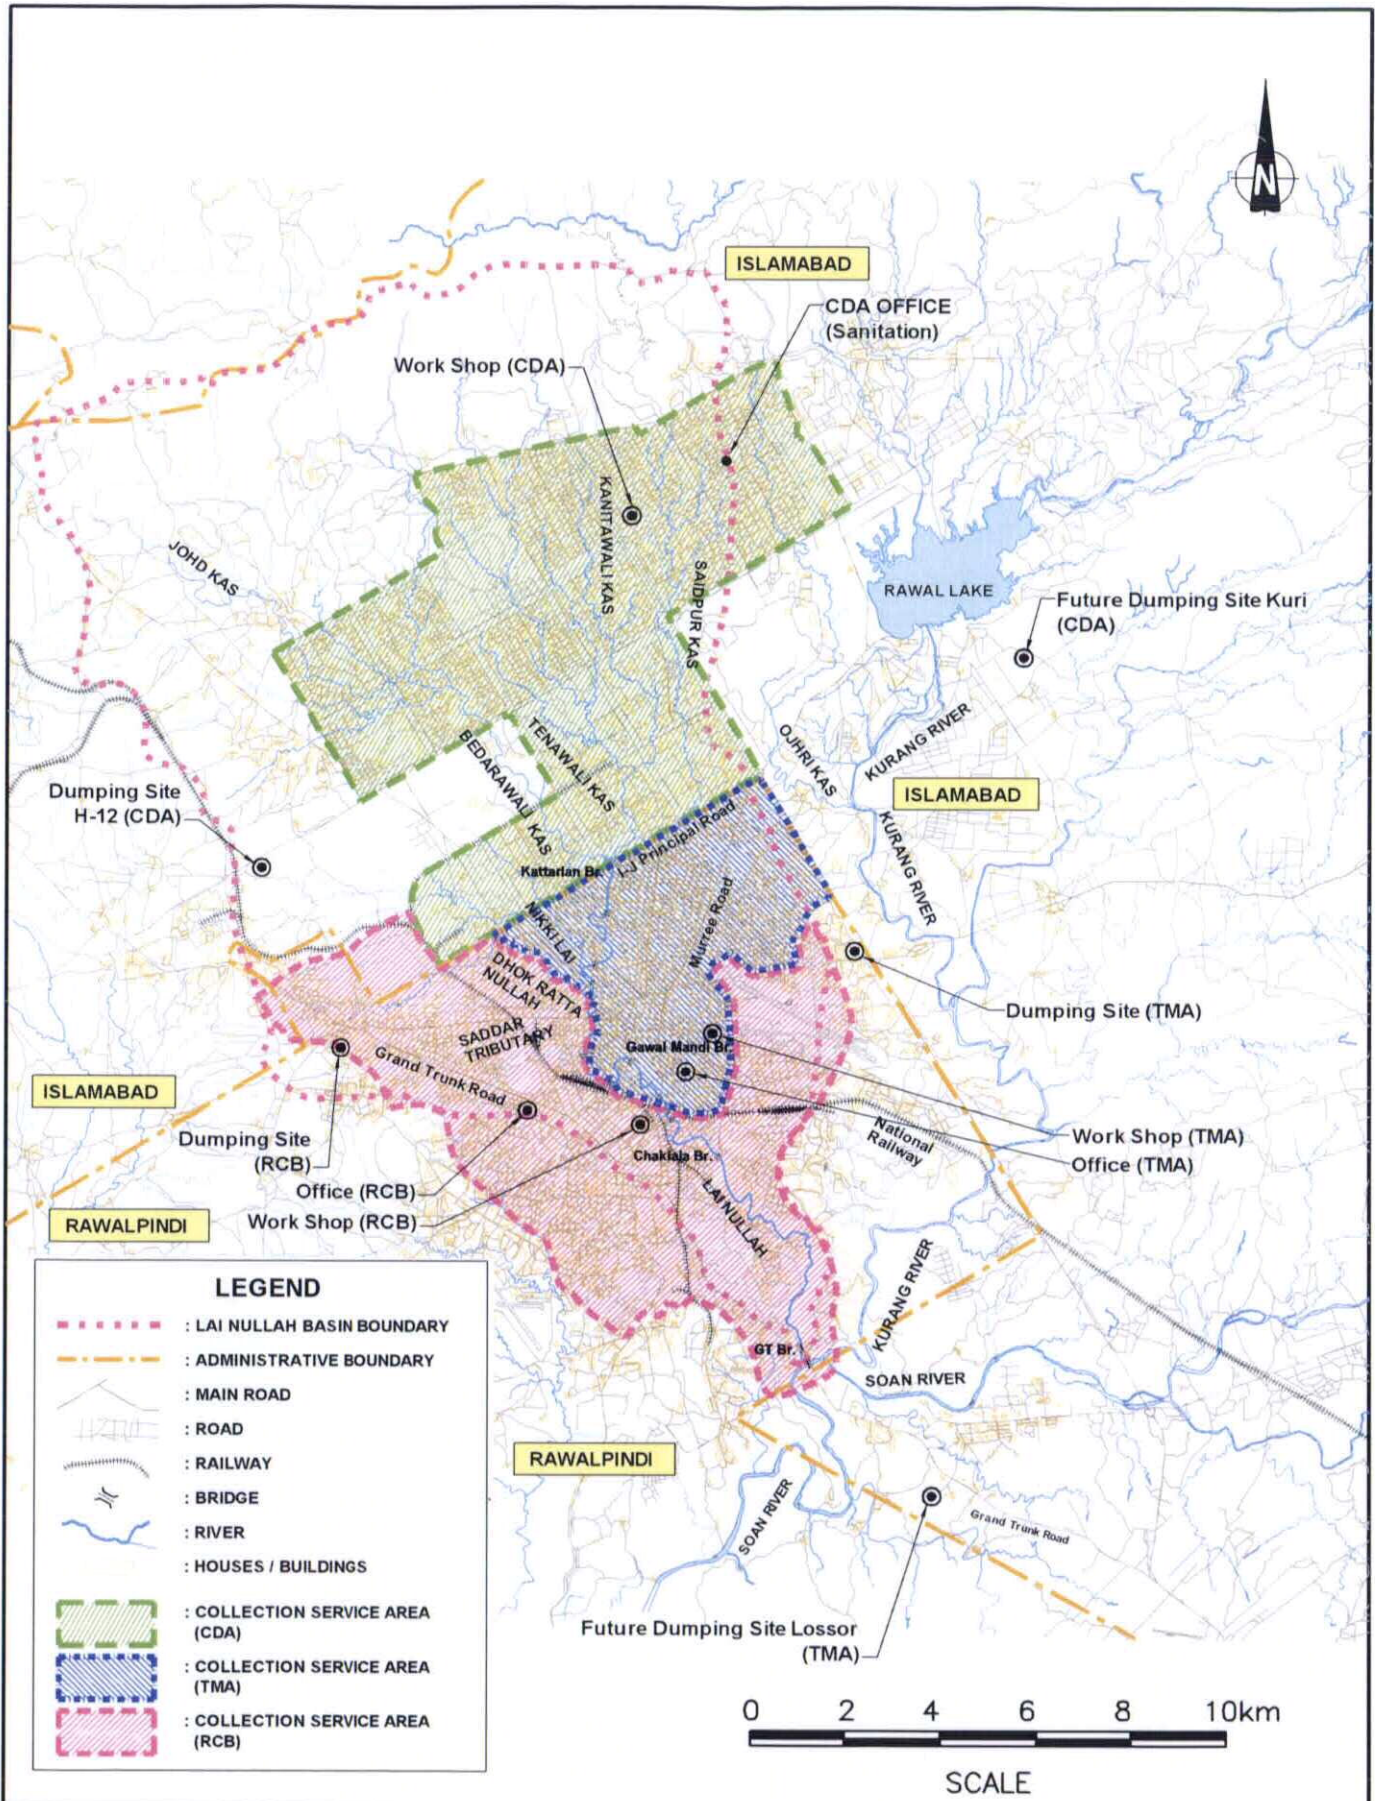 N
ISLAMABAD
CDA OFFICE
(Sanitation)
Work Shop (CDA)
KANITAWALI KAS
SAIDPUR KAS
JOHD KAS
RAWAL LAKE
Future Dumping Site Kuri
(CDA)
TENAWALI KAS
BEDARAWALI KAS
OJHRI KAS
KURANG RIVER
ISLAMABAD
KURANG RIVER
Dumping Site
H-12 (CDA)
I-J Principal Road
Kattarian Br.
Murree Road
NIKKI LAI
DHOK RATTA
NULLAH
SADDAR
TRIBUTARY
Dumping Site (TMA)
Gawal Mandi Br.
Grand Trunk Road
ISLAMABAD
Dumping Site
(RCB)
National
Railway
Work Shop (TMA)
Office (TMA)
Chaklala Br.
Office (RCB)
Work Shop (RCB)
LAI NULLAH
RAWALPINDI
KURANG RIVER
GT Br.
SOAN RIVER
RAWALPINDI
SOAN RIVER
Grand Trunk Road
Future Dumping Site Lossor
(TMA)
LEGEND
: LAI NULLAH BASIN BOUNDARY
: ADMINISTRATIVE BOUNDARY
: MAIN ROAD
: ROAD
: RAILWAY
: BRIDGE
: RIVER
: HOUSES / BUILDINGS
: COLLECTION SERVICE AREA
(CDA)
: COLLECTION SERVICE AREA
(TMA)
: COLLECTION SERVICE AREA
(RCB)
0 2 4 6 8 10km
SCALE